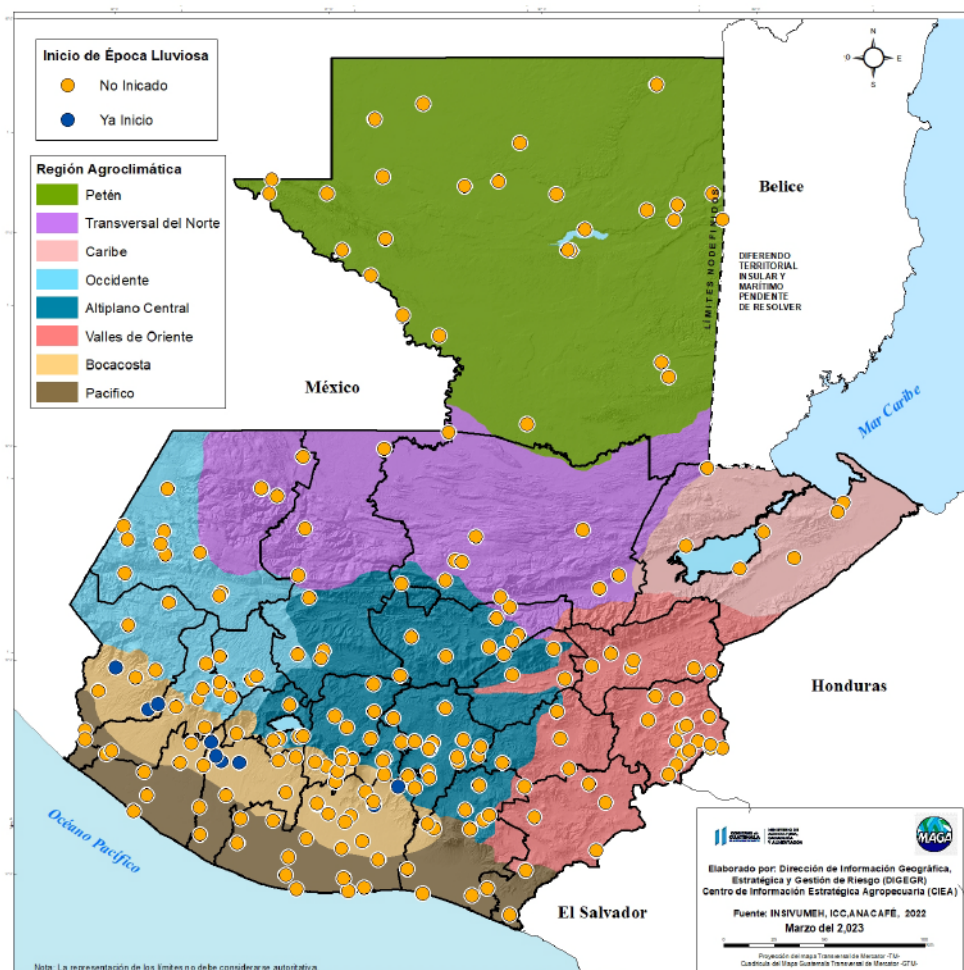 Inicio de Época Lluviosa
No Inicado
Ya Inicio
Región Agroclimática
Petén
Transversal del Norte
Caribe
Occidente
Altiplano Central
Valles de Oriente
Bocacosta
Pacifico
N
E
S
Belice
LÍMITES NO DEFINIDOS
DIFERENDO
TERRITORIAL
INSULAR Y
MARÍTIMO
PENDIENTE
DE RESOLVER
México
Mar Caribe
Honduras
Océano Pacífico
El Salvador
MAGA
Elaborado por: Dirección de Información Geográfica,
Estratégica y Gestión de Riesgo (DIGEGR)
Centro de Información Estratégica Agropecuaria (CIEA)
Fuente: INSIVUMEH, ICC,ANACAFÉ, 2022
Marzo del 2,023
Proyección del mapa Transversal de Mercator -TM-
Cuadrícula del Mapa Guatemala Transversal de Mercator -GTM-
Nota: La representación de los límites no debe considerarse autoritativa